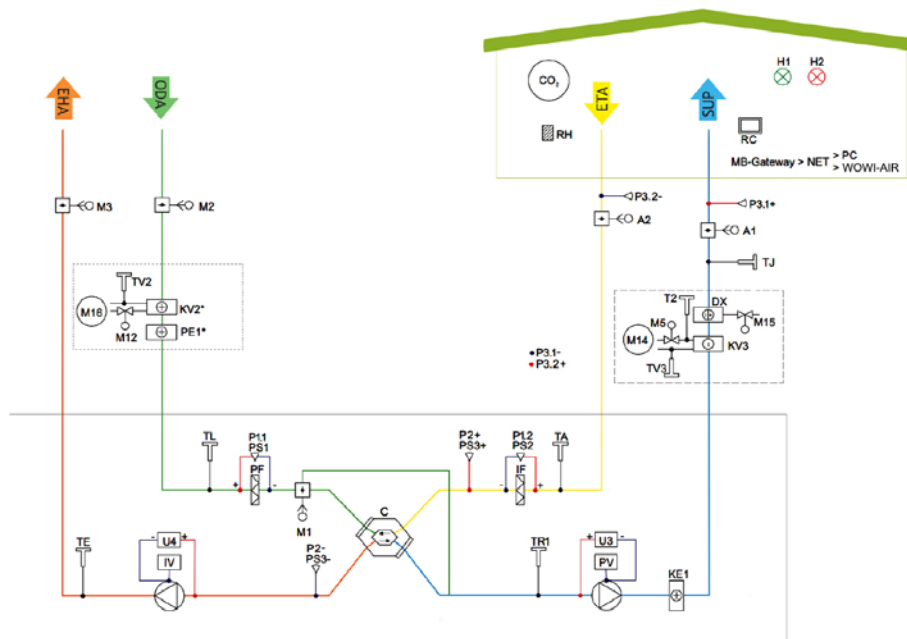 EHA
ODA
CO₂
ETA
SUP
H1
H2
RH
RC
MB-Gateway > NET > PC
> WOWI-AIR
M3
M2
P3.2-
A2
P3.1+
A1
TJ
TV2
M16
KV2*
M12
PE1*
T2
DX
M5
M15
M14
KV3
TV3
P3.1-
P3.2+
TL
P1.1
PS1
PF
+
-
M1
C
P2+
PS3+
P1.2
PS2
IF
-
+
TA
TE
- U4 +
IV
P2-
PS3-
TR1
+ U3 -
PV
KE1